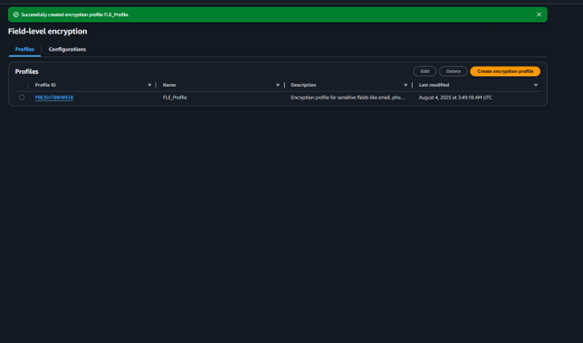 Successfully created encryption profile FLE_Profile.
Field-level encryption
Profiles Configurations
Profiles Edit Delete Create encryption profile
Profile ID Name Description Last modified
FLE_Profile Encryption profile for sensitive fields like email, pho... August 4, 2025 at 3:49:18 AM UTC